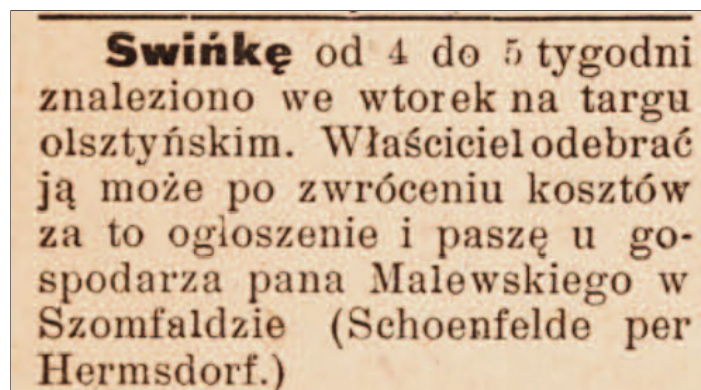 Swińkę od 4 do 5 tygodni
znaleziono we wtorek na targu
olsztyńskim. Właściciel odebrać
ją może po zwróceniu kosztów
za to ogłoszenie i paszę u go-
spodarza pana Malewskiego w
Szomfaldzie (Schoenfelde per
Hermsdorf.)